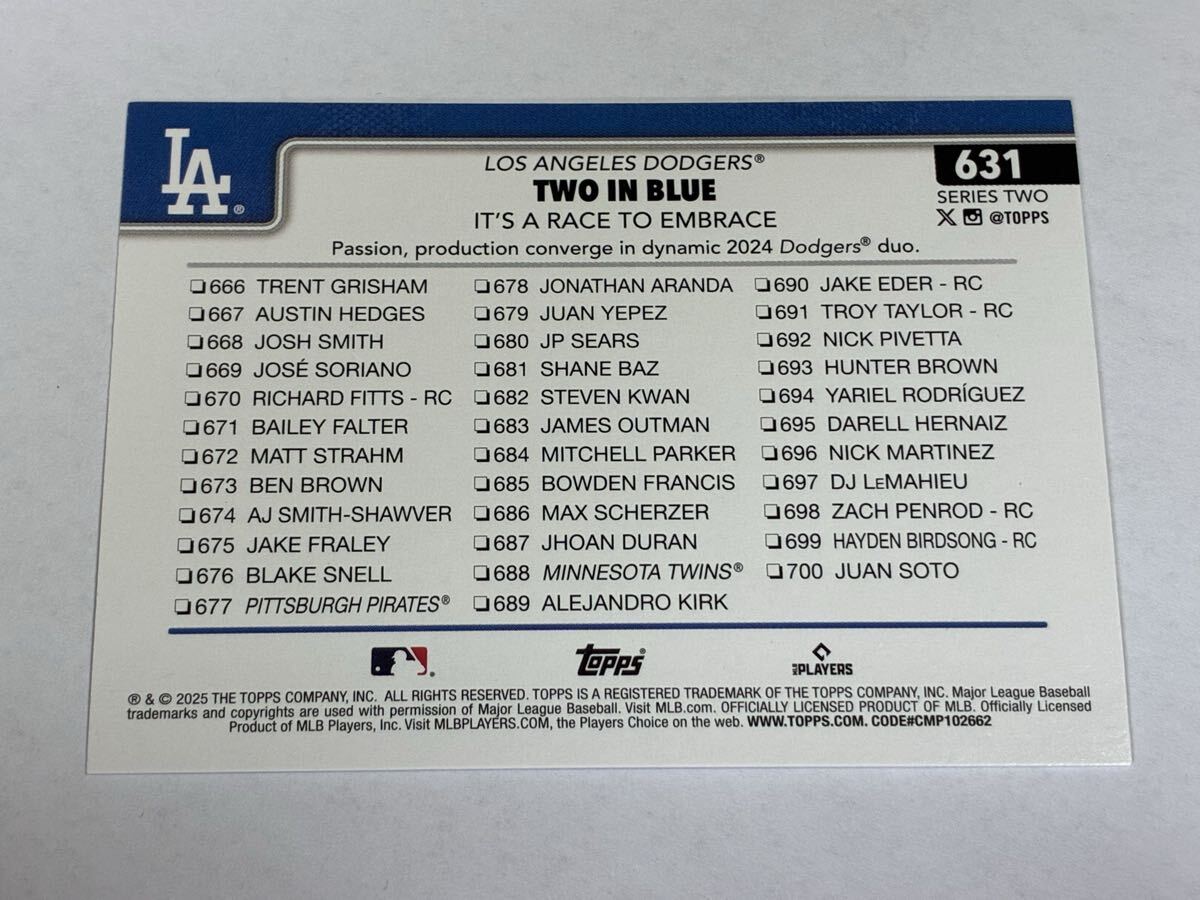 LA ®
LOS ANGELES DODGERS®
TWO IN BLUE
IT'S A RACE TO EMBRACE
Passion, production converge in dynamic 2024 Dodgers® duo.
631
SERIES TWO
@TOPPS
❏666 TRENT GRISHAM
❏667 AUSTIN HEDGES
❏668 JOSH SMITH
❏669 JOSÉ SORIANO
❏670 RICHARD FITTS - RC
❏671 BAILEY FALTER
❏672 MATT STRAHM
❏673 BEN BROWN
❏674 AJ SMITH-SHAWVER
❏675 JAKE FRALEY
❏676 BLAKE SNELL
❏677 PITTSBURGH PIRATES®
❏678 JONATHAN ARANDA
❏679 JUAN YEPEZ
❏680 JP SEARS
❏681 SHANE BAZ
❏682 STEVEN KWAN
❏683 JAMES OUTMAN
❏684 MITCHELL PARKER
❏685 BOWDEN FRANCIS
❏686 MAX SCHERZER
❏687 JHOAN DURAN
❏688 MINNESOTA TWINS®
❏689 ALEJANDRO KIRK
❏690 JAKE EDER - RC
❏691 TROY TAYLOR - RC
❏692 NICK PIVETTA
❏693 HUNTER BROWN
❏694 YARIEL RODRÍGUEZ
❏695 DARELL HERNAIZ
❏696 NICK MARTINEZ
❏697 DJ LEMAHIEU
❏698 ZACH PENROD - RC
❏699 HAYDEN BIRDSONG - RC
❏700 JUAN SOTO
topps®
MLB PLAYERS
® & © 2025 THE TOPPS COMPANY, INC. ALL RIGHTS RESERVED. TOPPS IS A REGISTERED TRADEMARK OF THE TOPPS COMPANY, INC. Major League Baseball
trademarks and copyrights are used with permission of Major League Baseball. Visit MLB.com. OFFICIALLY LICENSED PRODUCT OF MLB. Officially Licensed
Product of MLB Players, Inc. Visit MLBPLAYERS.COM, the Players Choice on the web. WWW.TOPPS.COM. CODE#CMP102662